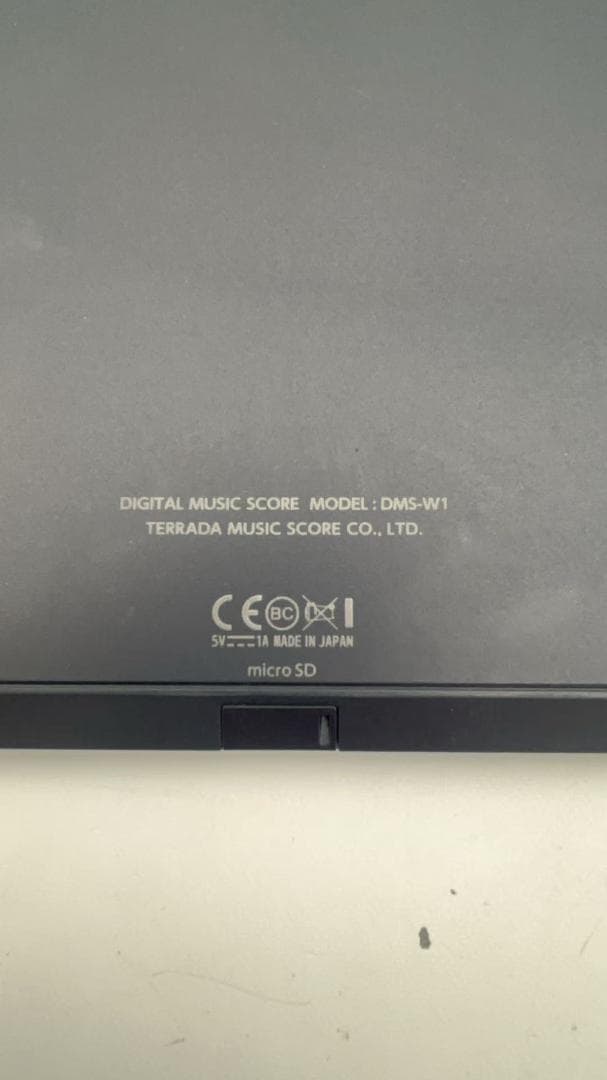 DIGITAL MUSIC SCORE MODEL : DMS-W1
TERRADA MUSIC SCORE CO., LTD.
CE BC
5V⎓1A MADE IN JAPAN
micro SD